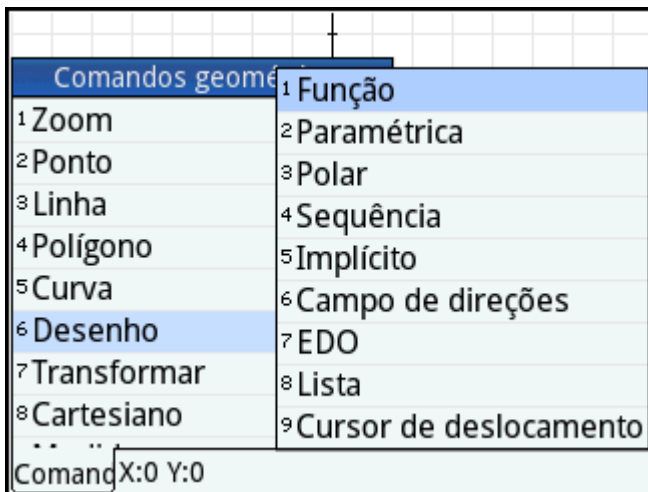 Comandos geomé
1 Zoom
2 Ponto
3 Linha
4 Polígono
5 Curva
6 Desenho
7 Transformar
8 Cartesiano
1 Função
2 Paramétrica
3 Polar
4 Sequência
5 Implícito
6 Campo de direções
7 EDO
8 Lista
9 Cursor de deslocamento
Comand X:0 Y:0